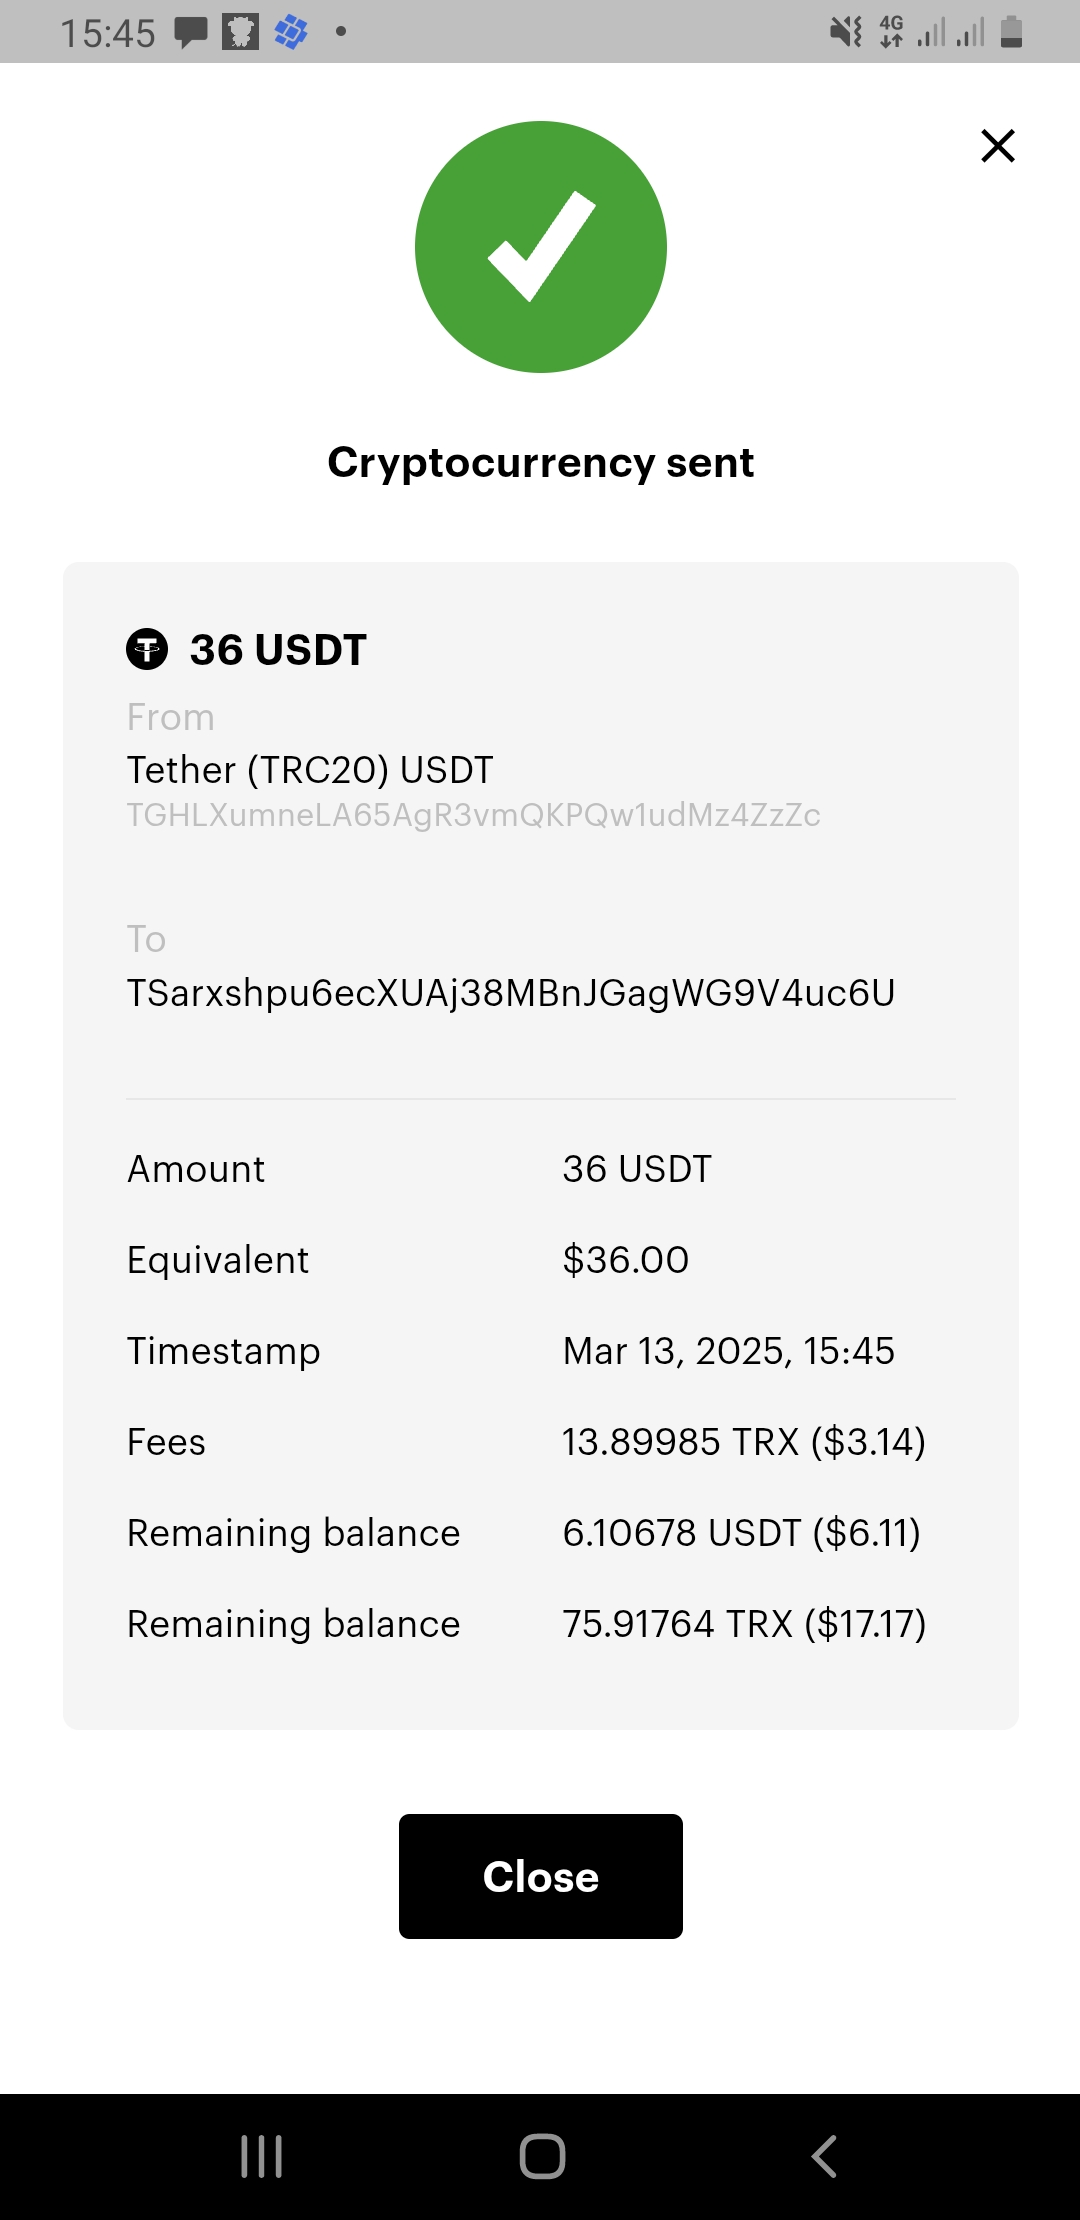 15:45
4G
Cryptocurrency sent
36 USDT
From
Tether (TRC20) USDT
TGHLXumneLA65AgR3vmQKPQw1udMz4ZzZc
To
TSarxshpu6ecXUAj38MBnJGagWG9V4uc6U
Amount 36 USDT
Equivalent $36.00
Timestamp Mar 13, 2025, 15:45
Fees 13.89985 TRX ($3.14)
Remaining balance 6.10678 USDT ($6.11)
Remaining balance 75.91764 TRX ($17.17)
Close